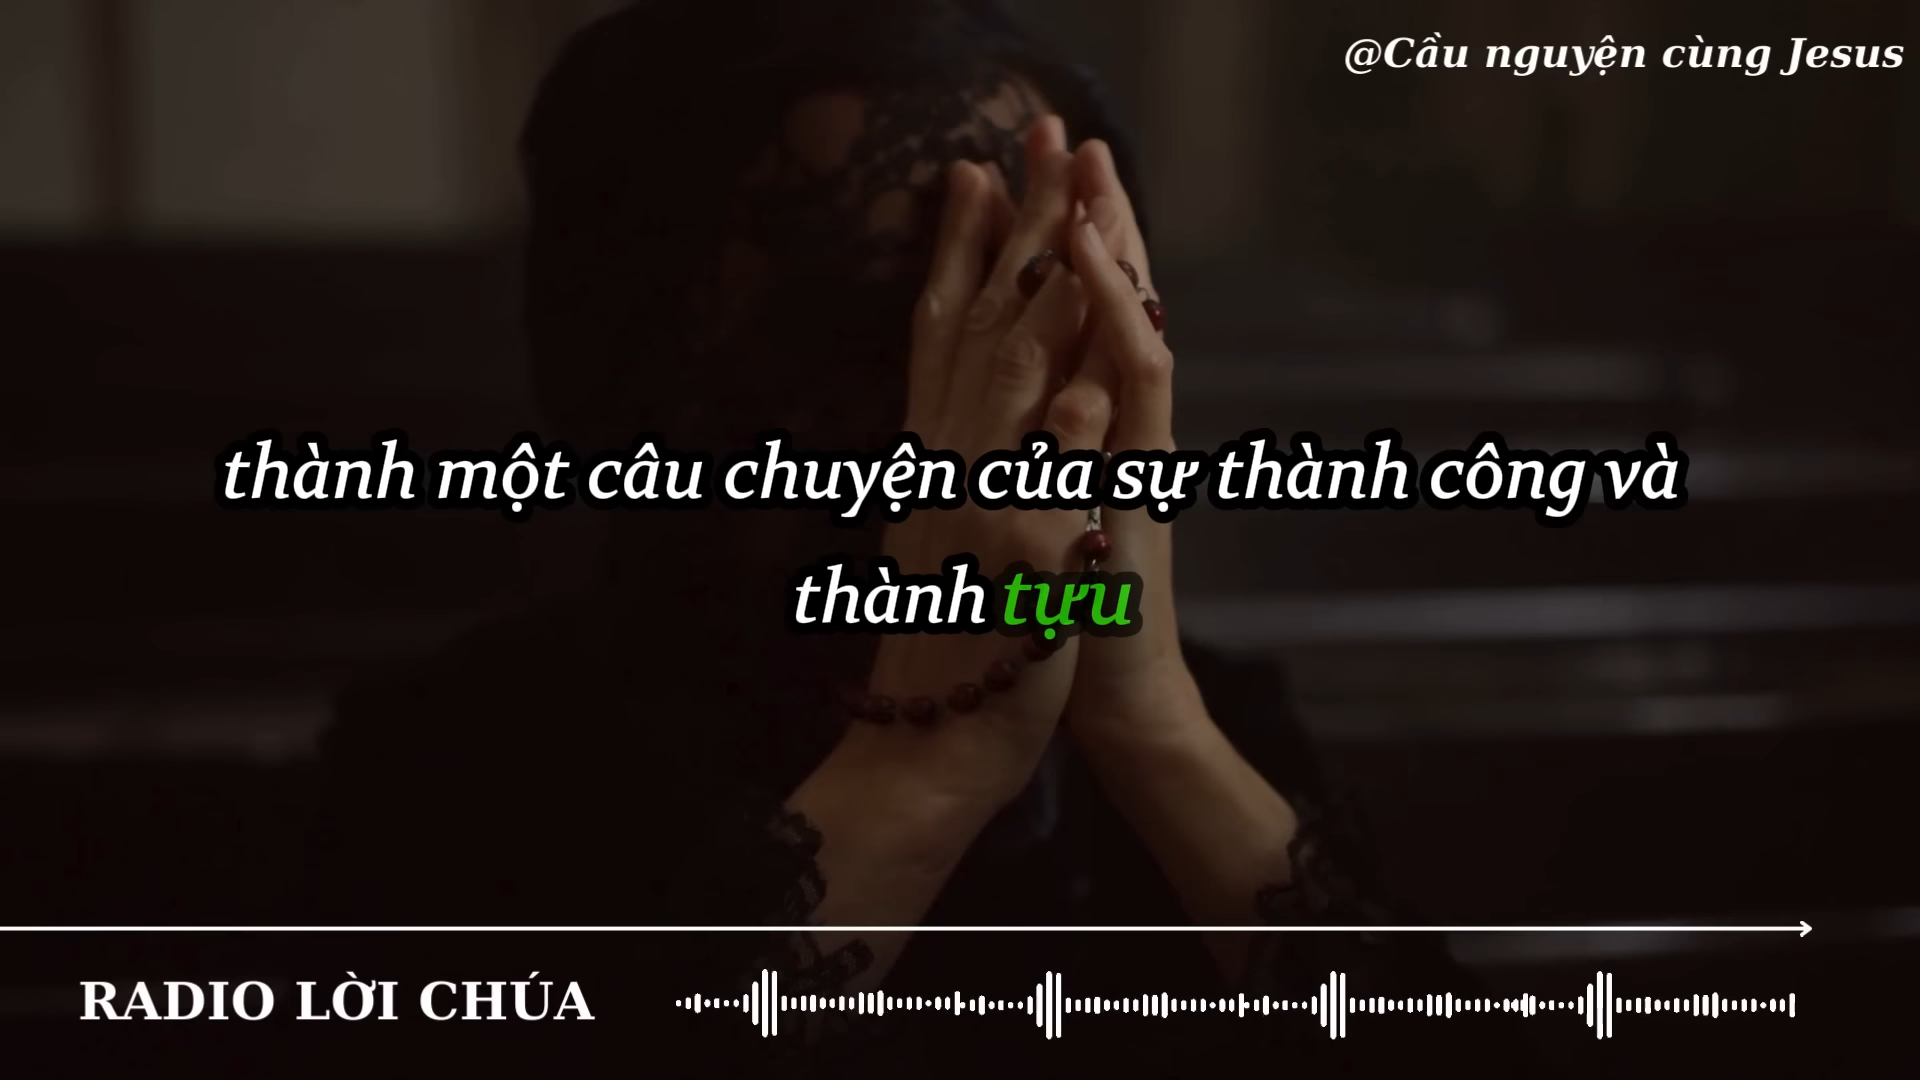 @Cầu nguyện cùng Jesus
thành một câu chuyện của sự thành công và
thành tựu
RADIO LỜI CHÚA